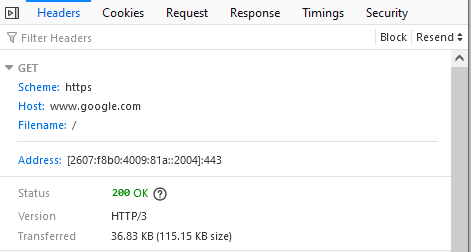 Headers Cookies Request Response Timings Security
Filter Headers Block Resend
GET
Scheme: https
Host: www.google.com
Filename: /
Address: [2607:f8b0:4009:81a::2004]:443
Status 200 OK ?
Version HTTP/3
Transferred 36.83 KB (115.15 KB size)